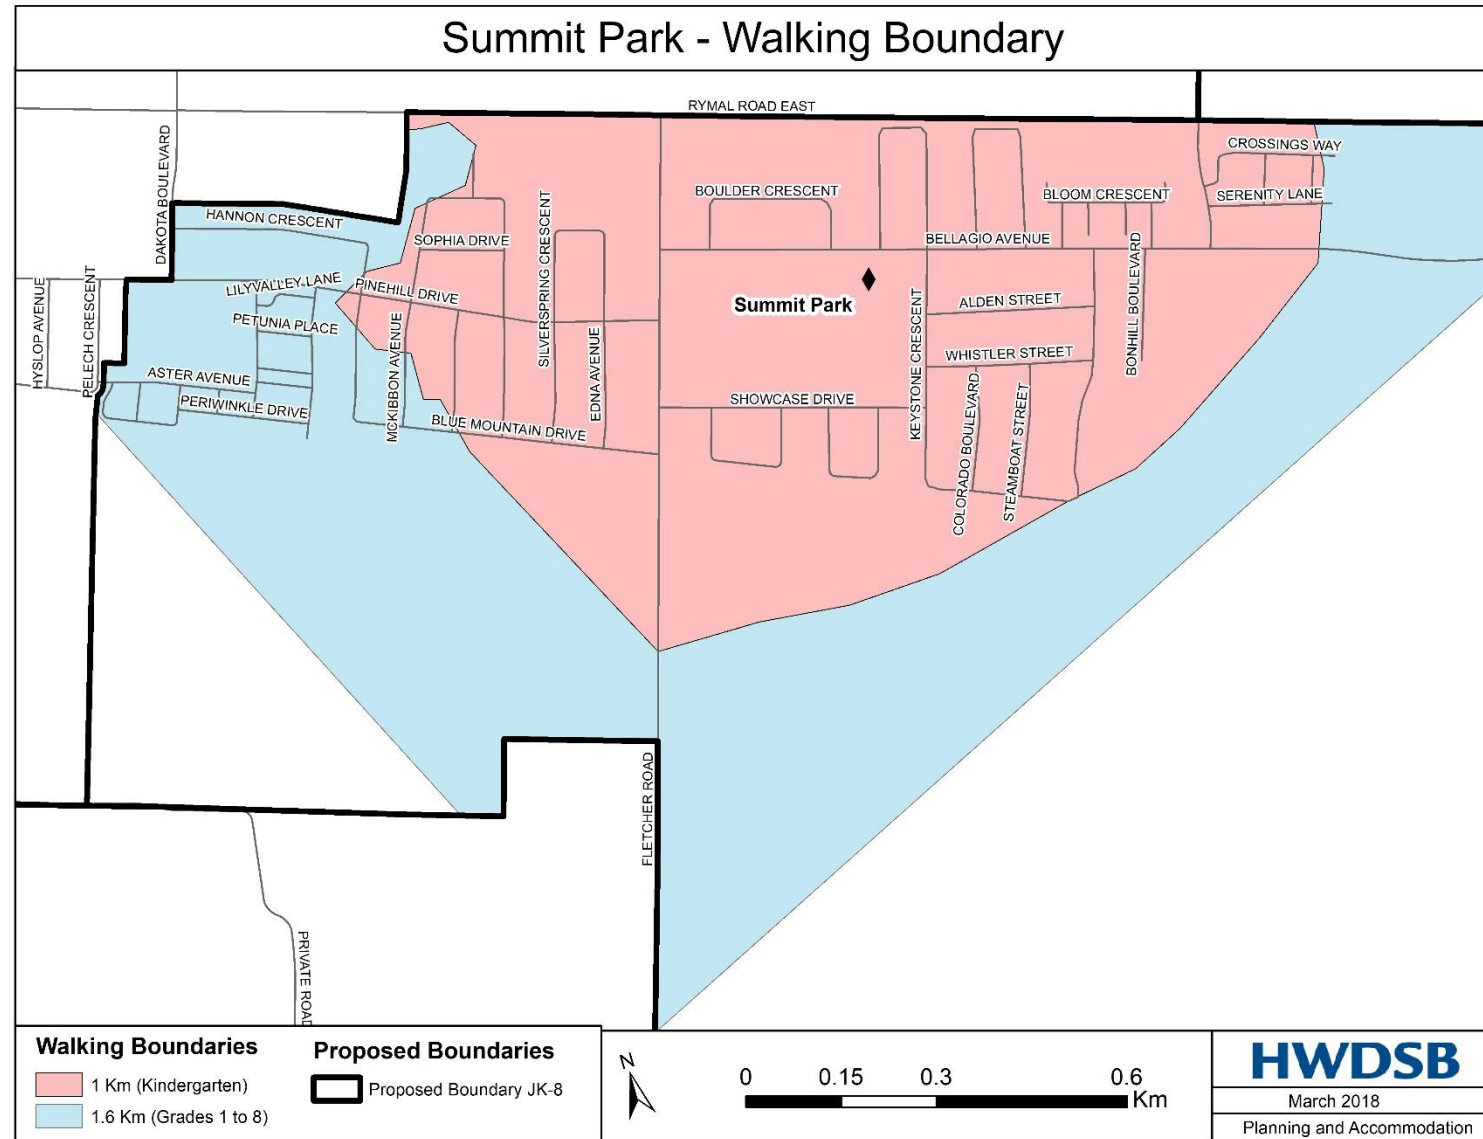 Summit Park - Walking Boundary
RYMAL ROAD EAST
DAKOTA BOULEVARD
CROSSINGS WAY
BOULDER CRESCENT
BLOOM CRESCENT
SERENITY LANE
HANNON CRESCENT
SOPHIA DRIVE
SILVERSPRING CRESCENT
BELLAGIO AVENUE
BONHILL BOULEVARD
HYSLOP AVENUE
PELECH CRESCENT
LILYVALLEY LANE
PINEHILL DRIVE
Summit Park
KEYSTONE CRESCENT
ALDEN STREET
PETUNIA PLACE
MCKIBBON AVENUE
EDNA AVENUE
WHISTLER STREET
ASTER AVENUE
PERIWINKLE DRIVE
BLUE MOUNTAIN DRIVE
SHOWCASE DRIVE
COLORADO BOULEVARD
STEAMBOAT STREET
FLETCHER ROAD
PRIVATE ROAD
Walking Boundaries
1 Km (Kindergarten)
1.6 Km (Grades 1 to 8)
Proposed Boundaries
Proposed Boundary JK-8
N
0 0.15 0.3 0.6
Km
HWDSB
March 2018
Planning and Accommodation